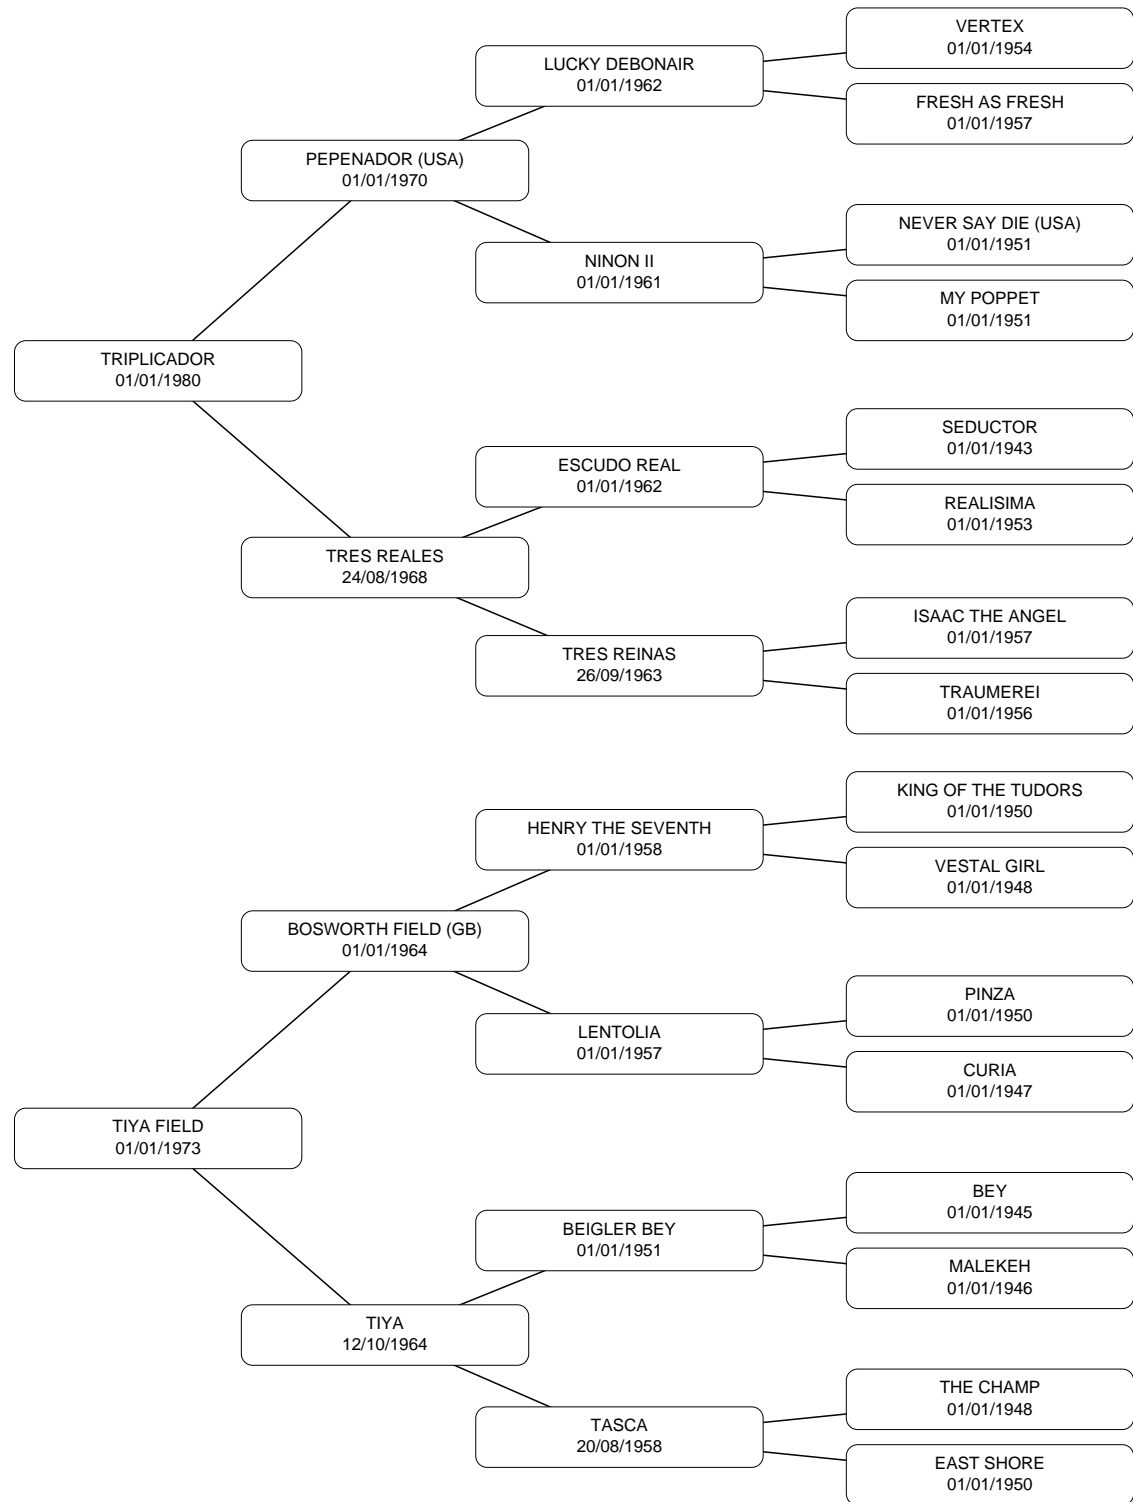 VERTEX
01/01/1954
LUCKY DEBONAIR
01/01/1962
FRESH AS FRESH
01/01/1957
PEPENADOR (USA)
01/01/1970
NEVER SAY DIE (USA)
01/01/1951
NINON II
01/01/1961
MY POPPET
01/01/1951
TRIPLICADOR
01/01/1980
SEDUCTOR
01/01/1943
ESCUDO REAL
01/01/1962
REALISIMA
01/01/1953
TRES REALES
24/08/1968
ISAAC THE ANGEL
01/01/1957
TRES REINAS
26/09/1963
TRAUMEREI
01/01/1956
KING OF THE TUDORS
01/01/1950
HENRY THE SEVENTH
01/01/1958
VESTAL GIRL
01/01/1948
BOSWORTH FIELD (GB)
01/01/1964
PINZA
01/01/1950
LENTOLIA
01/01/1957
CURIA
01/01/1947
TIYA FIELD
01/01/1973
BEY
01/01/1945
BEIGLER BEY
01/01/1951
MALEKEH
01/01/1946
TIYA
12/10/1964
THE CHAMP
01/01/1948
TASCA
20/08/1958
EAST SHORE
01/01/1950